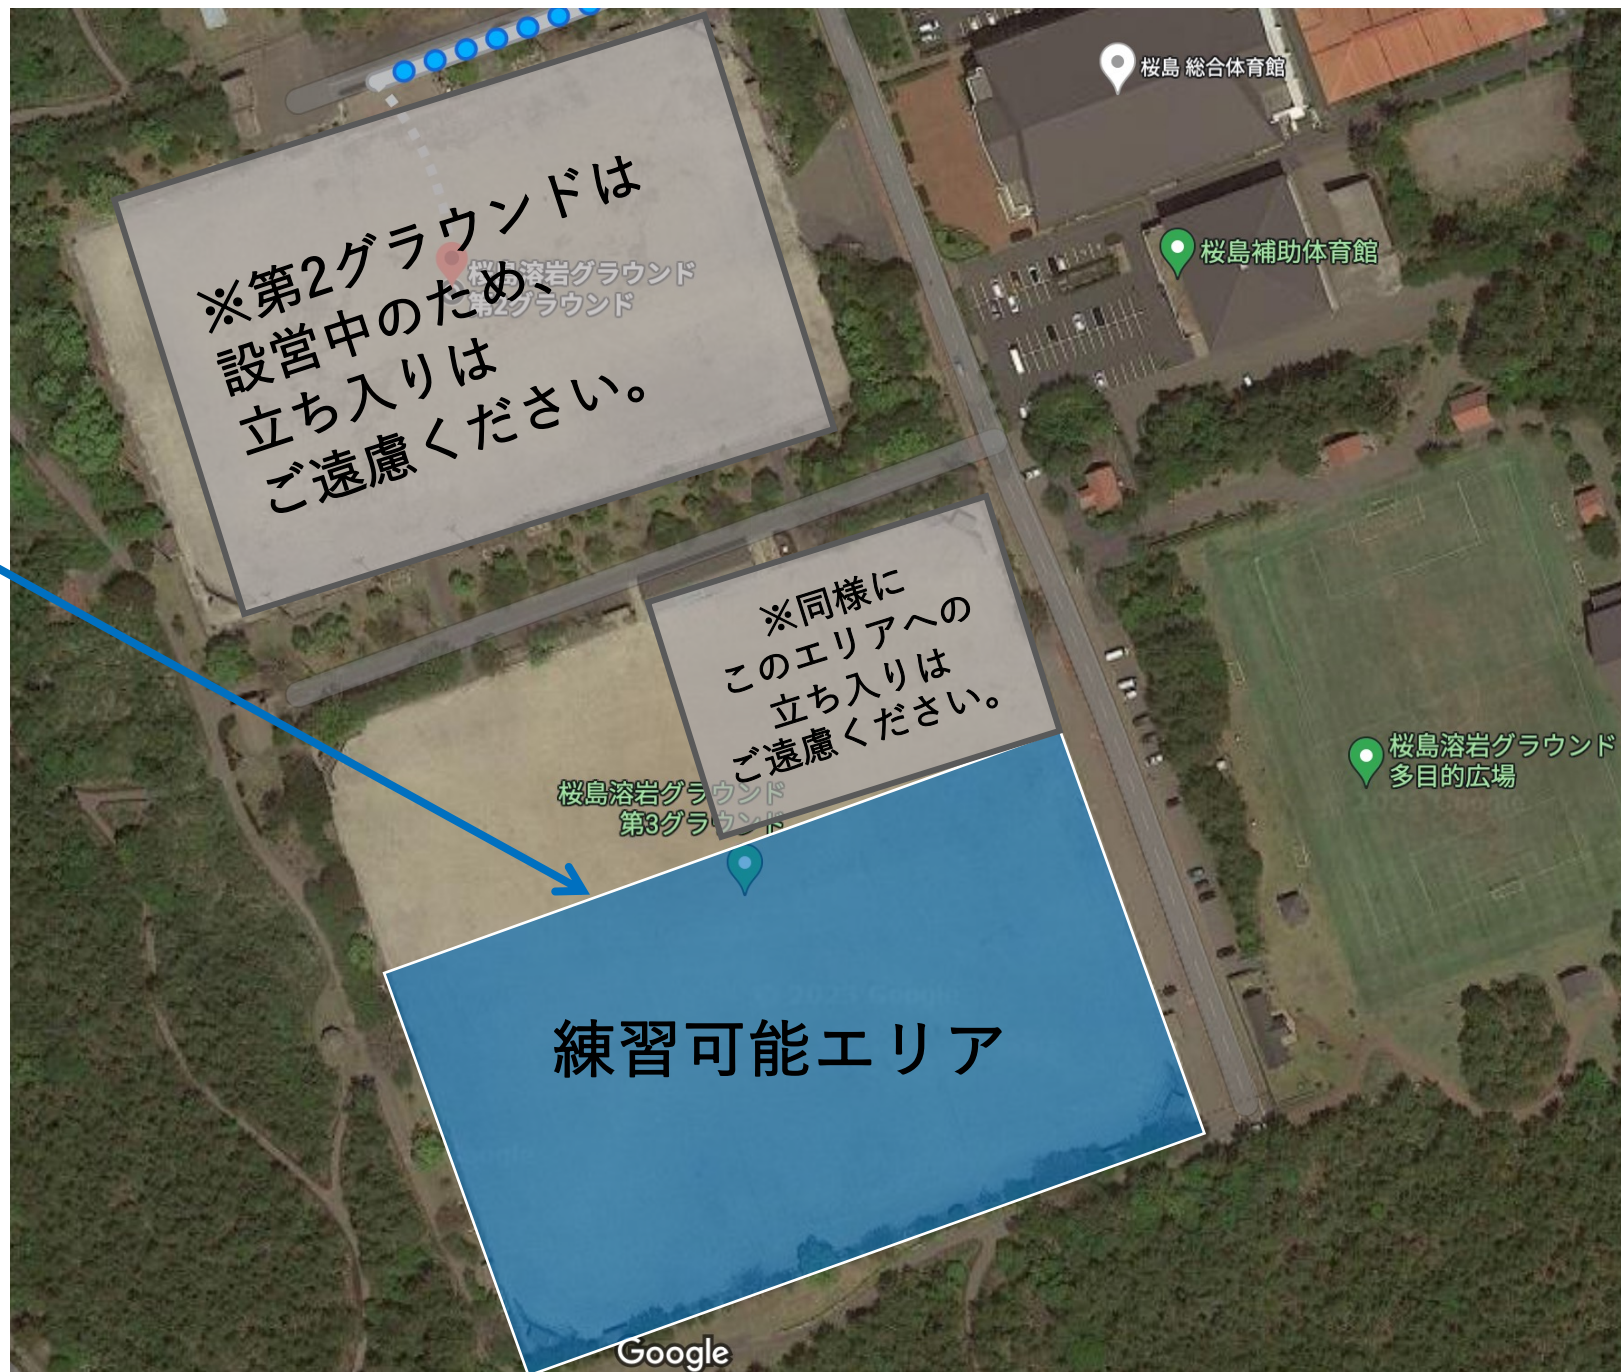 桜島 総合体育館
※第2グラウンドは
設営中のため、
立ち入りは
ご遠慮ください。
桜島溶岩グラウンド
第2グラウンド
桜島補助体育館
※同様に
このエリアへの
立ち入りは
ご遠慮ください。
桜島溶岩グラウンド
第3グラウンド
桜島溶岩グラウンド
多目的広場
練習可能エリア
Google